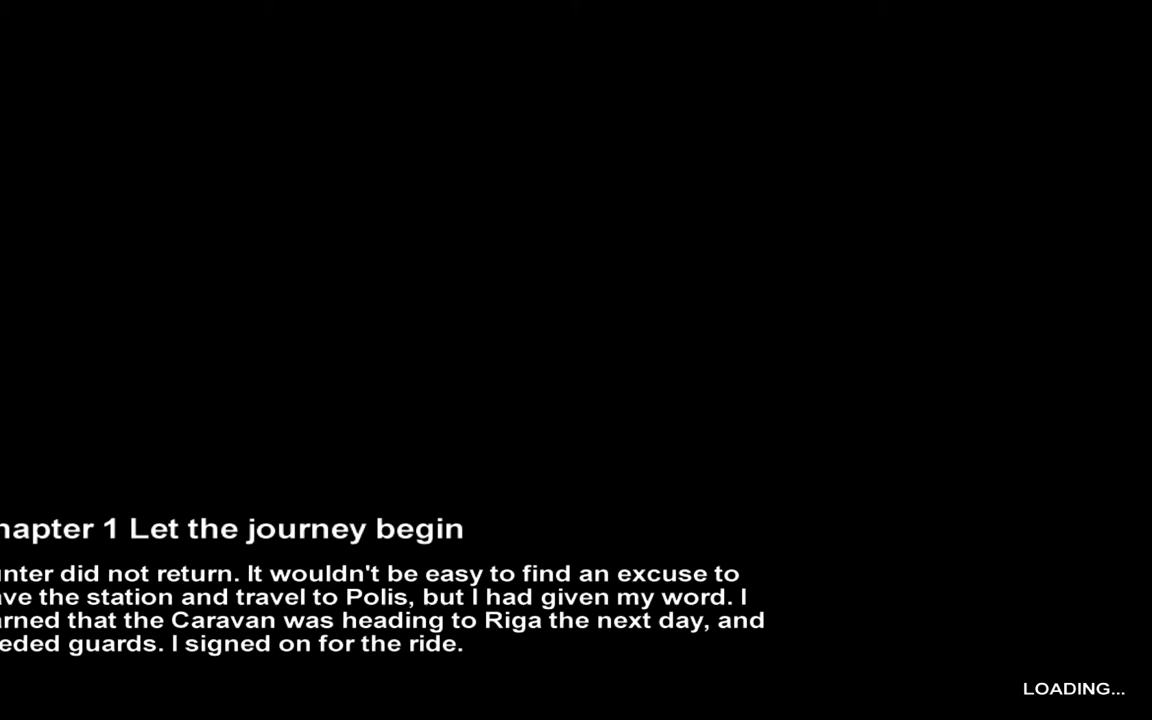 hapter 1 Let the journey begin
unter did not return. It wouldn't be easy to find an excuse to
ave the station and travel to Polis, but I had given my word. I
arned that the Caravan was heading to Riga the next day, and
eded guards. I signed on for the ride.
LOADING...